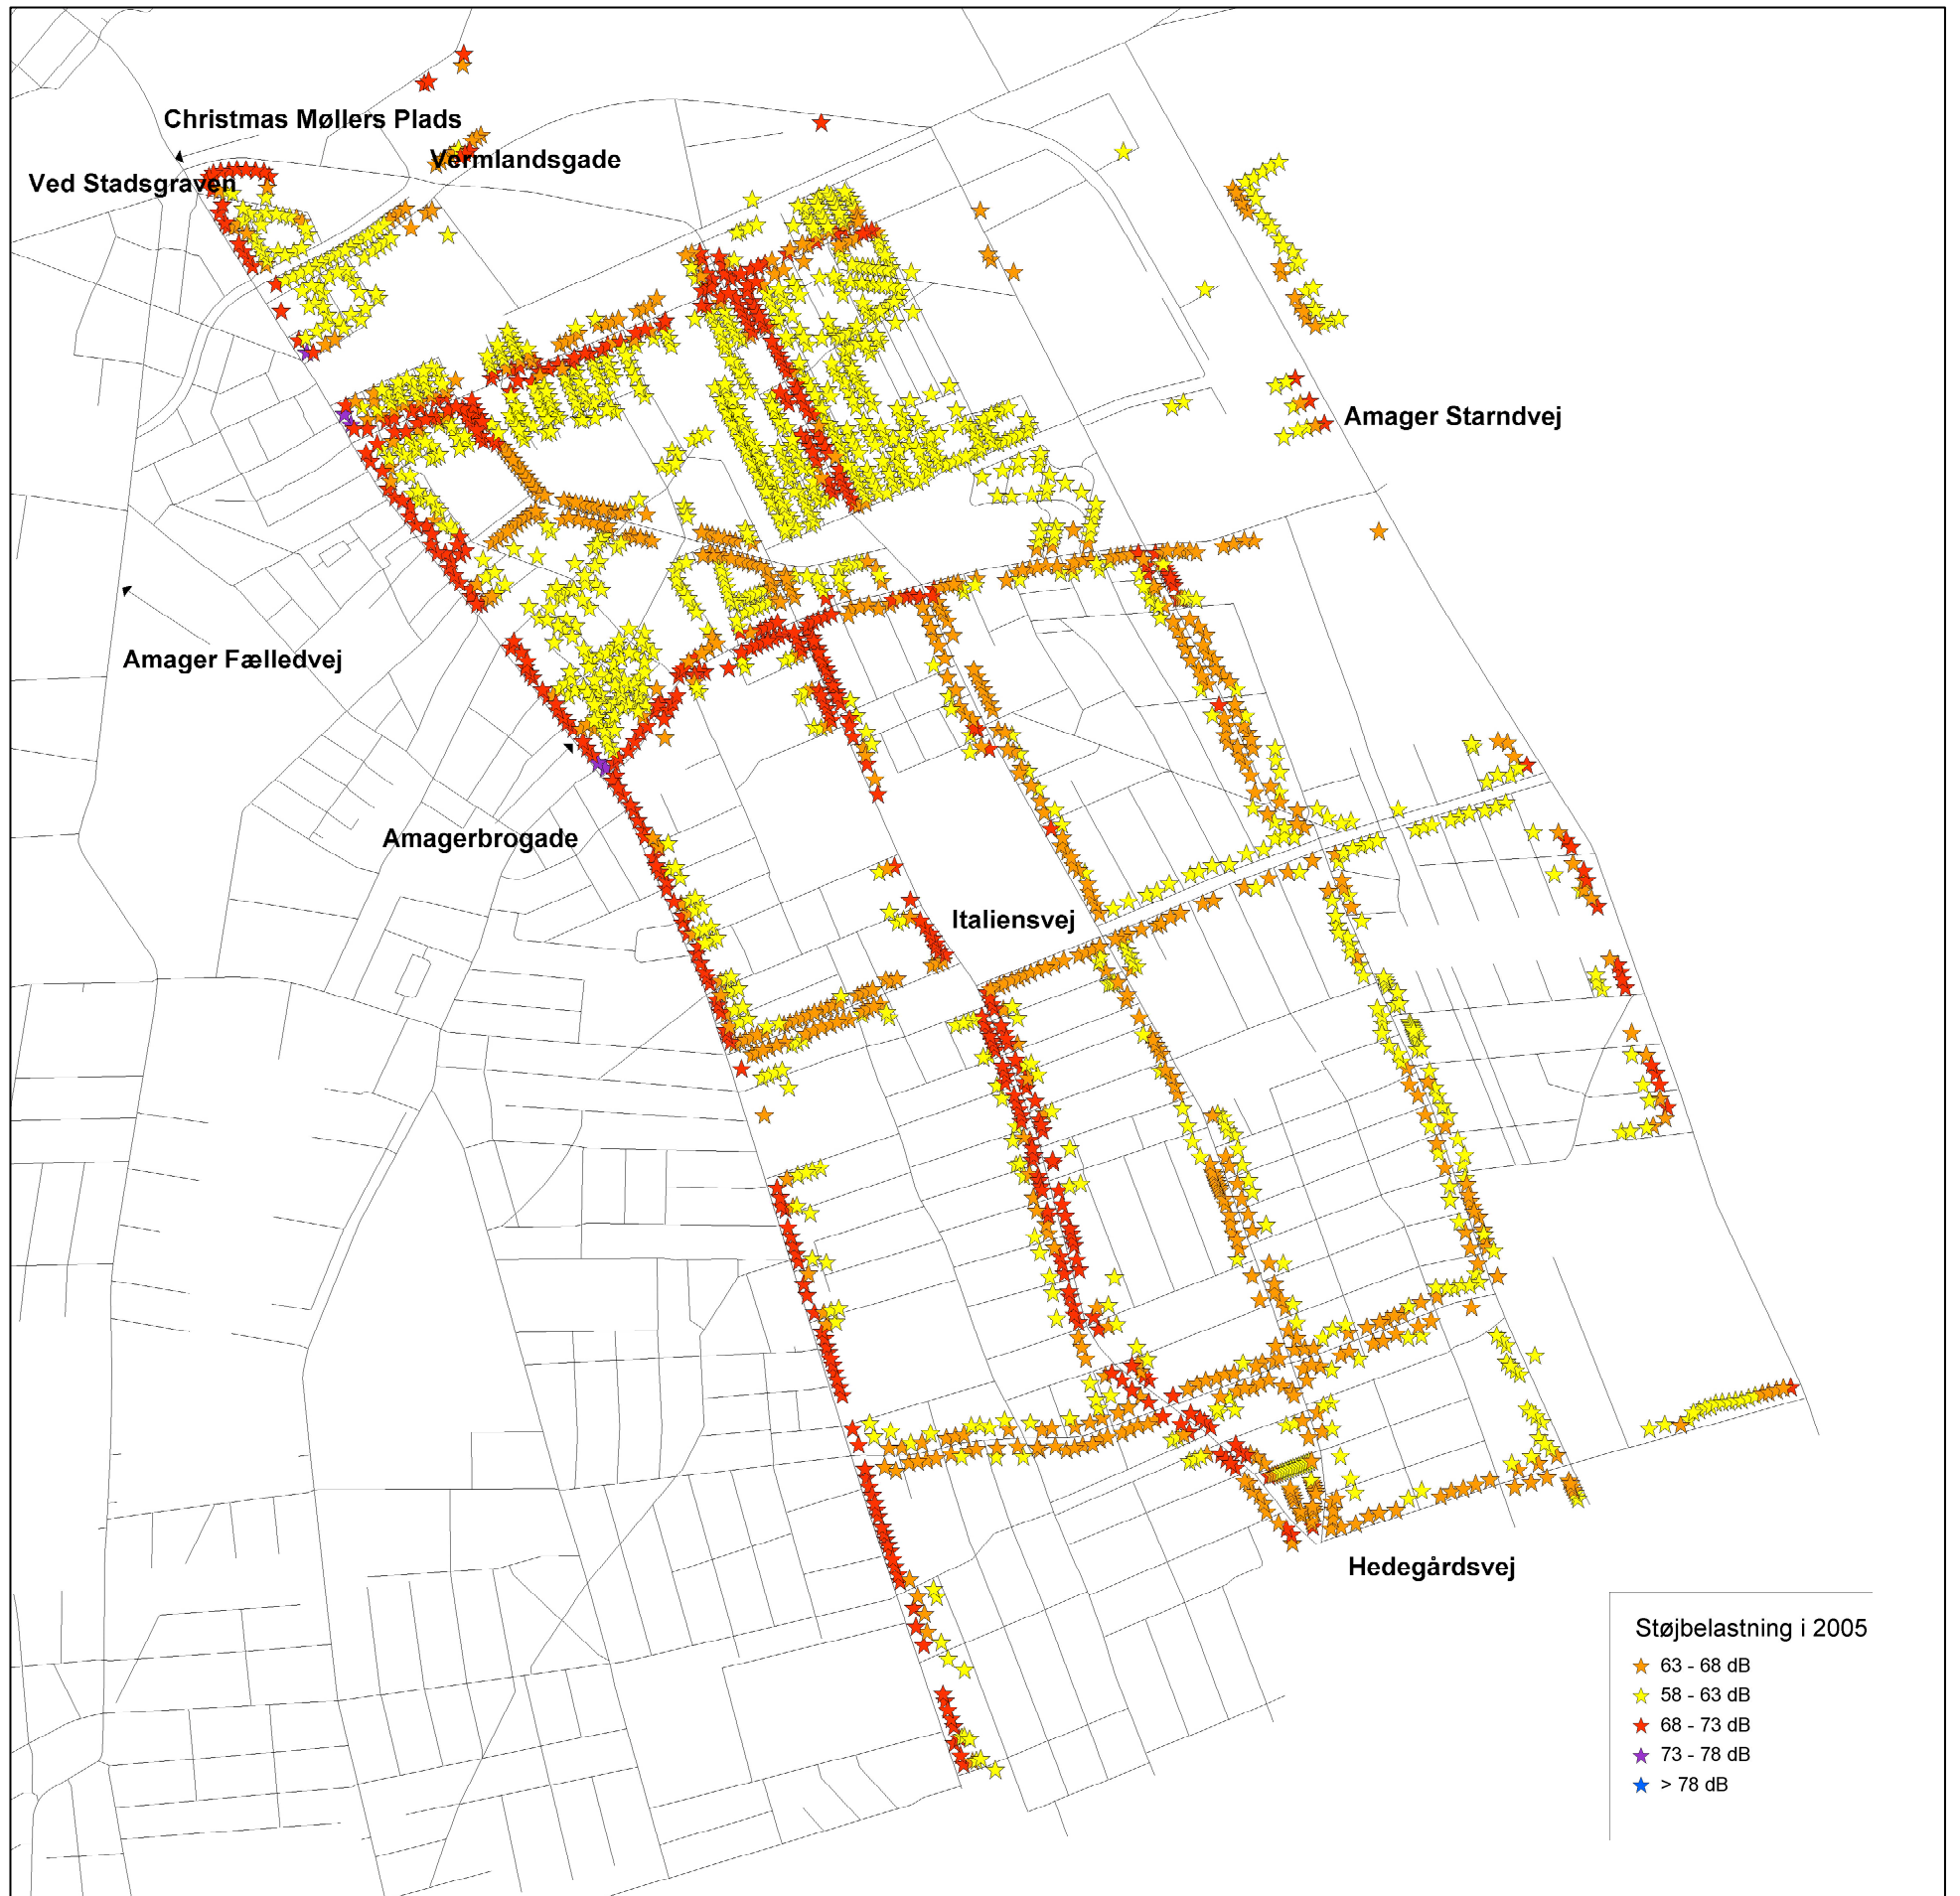 Christmas Møllers Plads
Vermlandsgade
Ved Stadsgraven
Amager Starndvej
Amager Fælledvej
Amagerbrogade
Italiensvej
Hedegårdsvej
Støjbelastning i 2005
63 - 68 dB
58 - 63 dB
68 - 73 dB
73 - 78 dB
> 78 dB